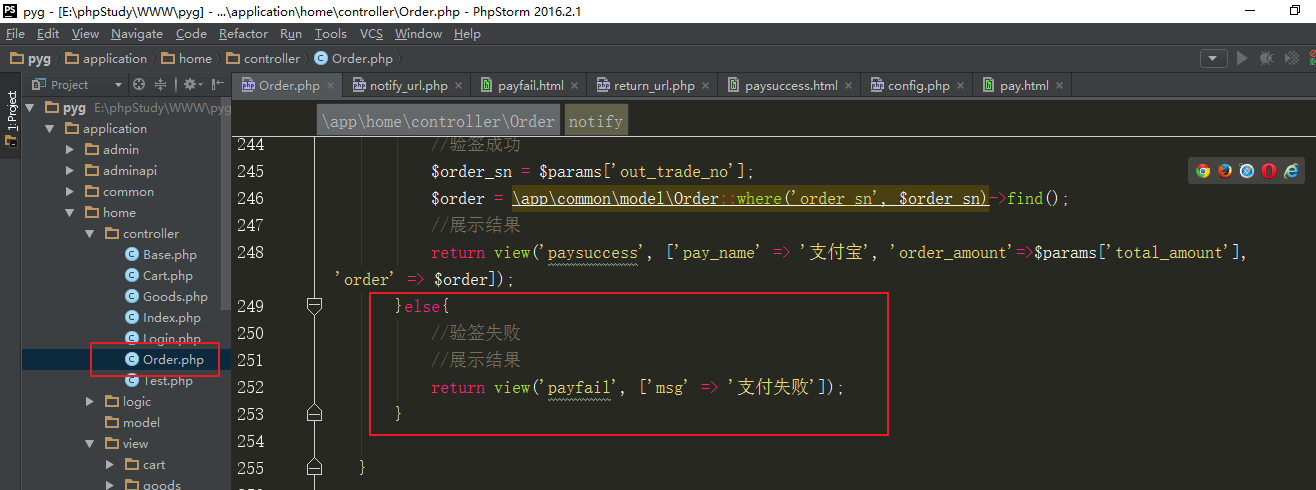 pyg - [E:\phpStudy\WWW\pyg] - ...\application\home\controller\Order.php - PhpStorm 2016.2.1
File Edit View Navigate Code Refactor Run Tools VCS Window Help
pyg application home controller Order.php
1: Project
Project
Order.php notify_url.php payfail.html return_url.php paysuccess.html config.php pay.html
pyg E:\phpStudy\WWW\pyg
application
admin
adminapi
common
home
controller
Base.php
Cart.php
Goods.php
Index.php
Login.php
Order.php
Test.php
logic
model
view
cart
goods
\app\home\controller\Order notify
244 //验签成功
245 $order_sn = $params['out_trade_no'];
246 $order = \app\common\model\Order::where('order_sn', $order_sn)->find();
247 //展示结果
248 return view('paysuccess', ['pay_name' => '支付宝', 'order_amount'=>$params['total_amount'],
'order' => $order]);
249 }else{
250 //验签失败
251 //展示结果
252 return view('payfail', ['msg' => '支付失败']);
253 }
254
255 }